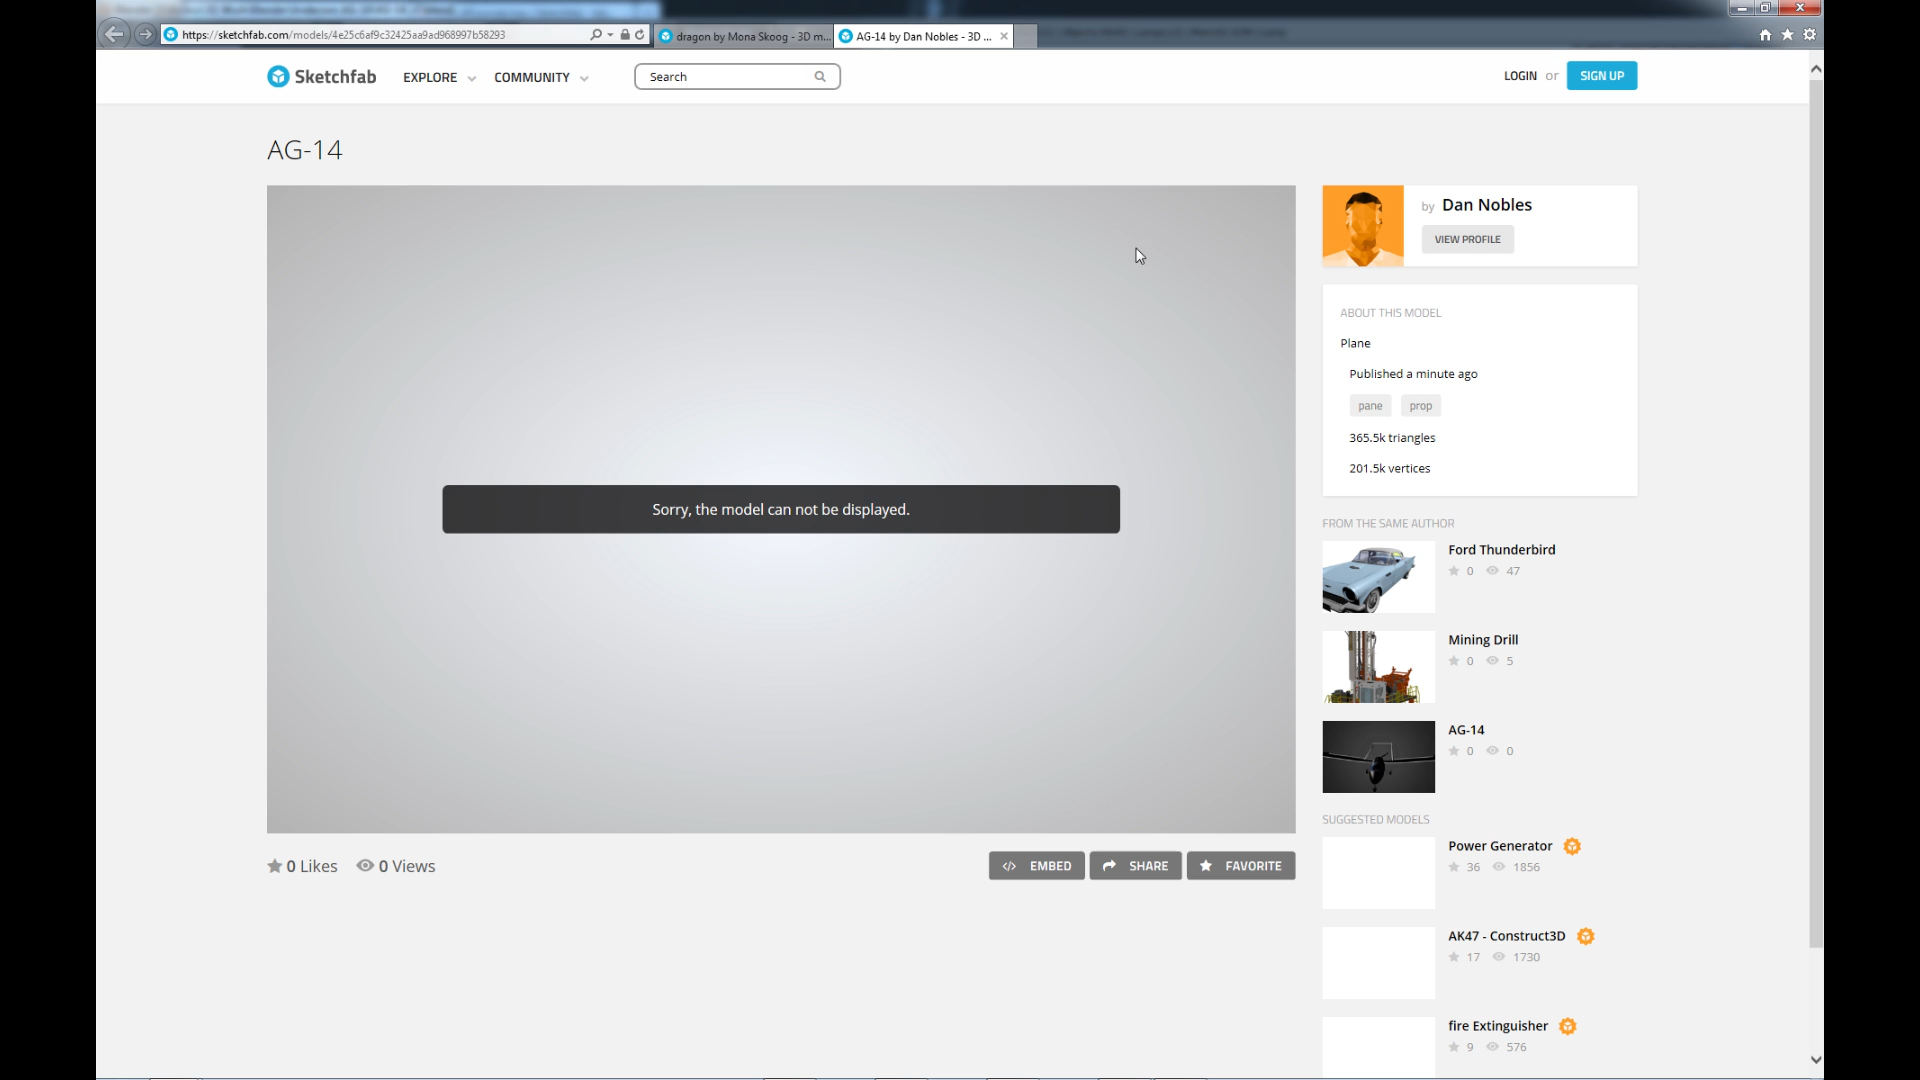 https://sketchfab.com/models/4e25c6af9c32425aa9ad968997b58293
dragon by Mona Skoog - 3D m...
AG-14 by Dan Nobles - 3D ...
Sketchfab
EXPLORE
COMMUNITY
Search
LOGIN or SIGN UP
AG-14
by Dan Nobles
VIEW PROFILE
ABOUT THIS MODEL
Plane
Published a minute ago
pane prop
365.5k triangles
201.5k vertices
Sorry, the model can not be displayed.
FROM THE SAME AUTHOR
Ford Thunderbird
0 47
Mining Drill
0 5
AG-14
0 0
SUGGESTED MODELS
Power Generator
36 1856
AK47 - Construct3D
17 1730
fire Extinguisher
9 576
0 Likes 0 Views
EMBED SHARE FAVORITE